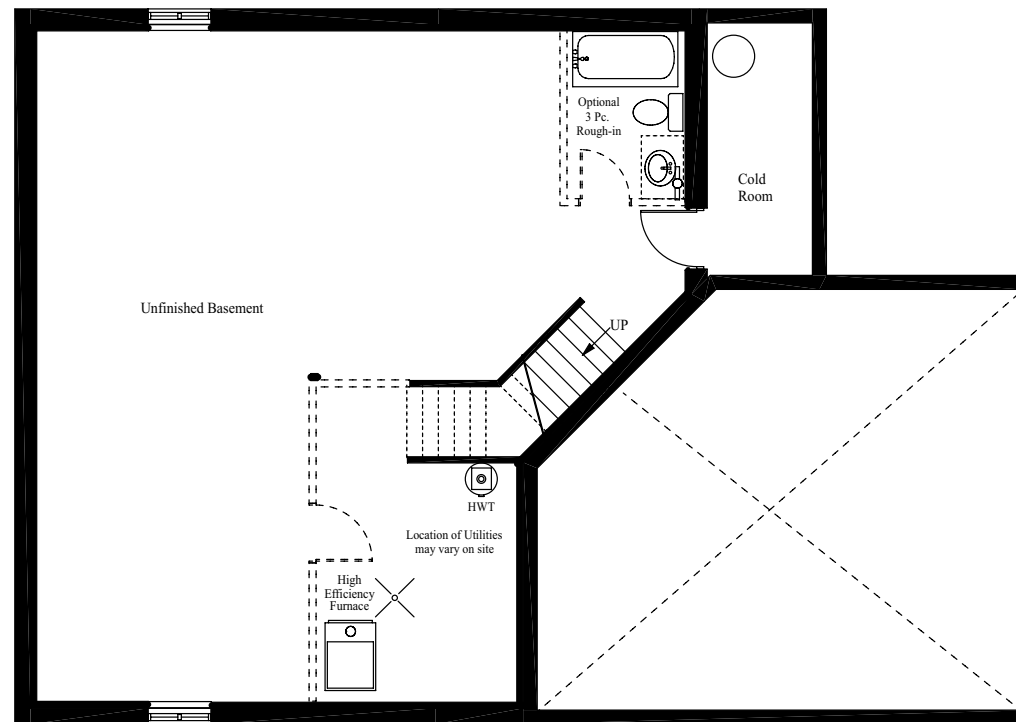 Optional
3 Pc.
Rough-in
Cold
Room
Unfinished Basement
UP
HWT
Location of Utilities
may vary on site
High
Efficiency
Furnace